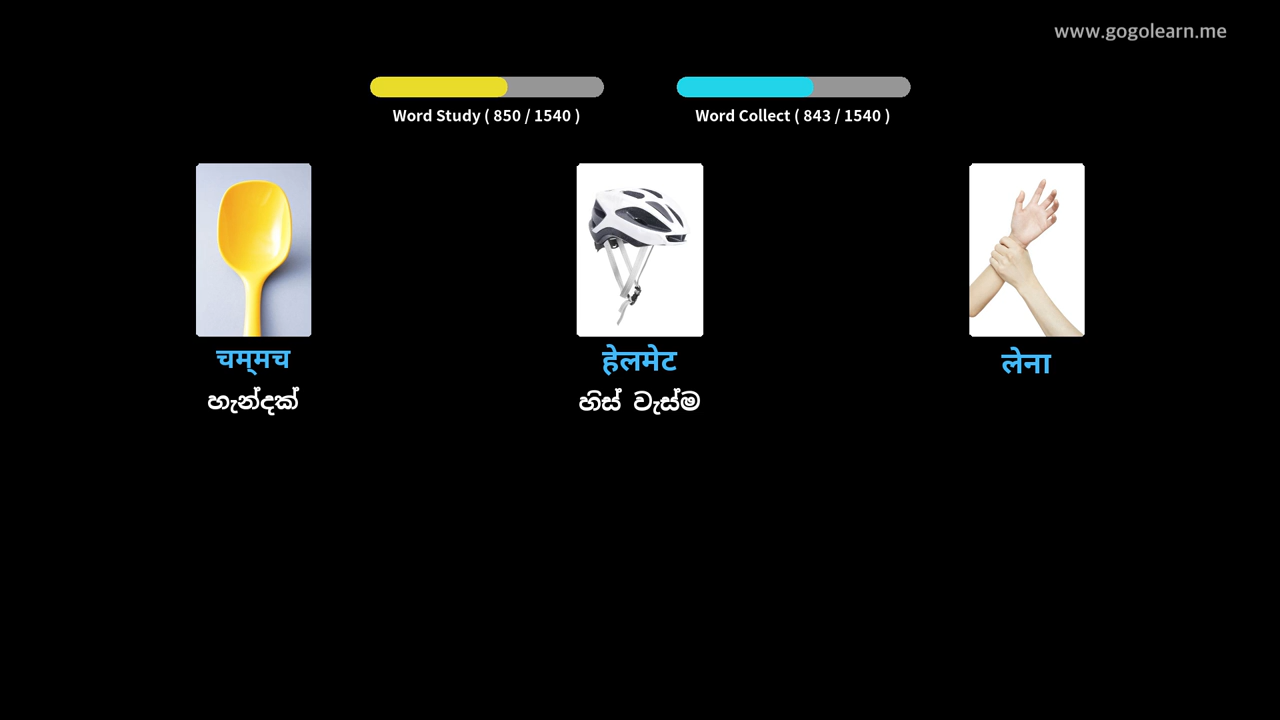 www.gogolearn.me
Word Study ( 850 / 1540 )
Word Collect ( 843 / 1540 )
चम्‌मच
हेलमेट
लेना
හැන්දක්
හිස් වැස්ම